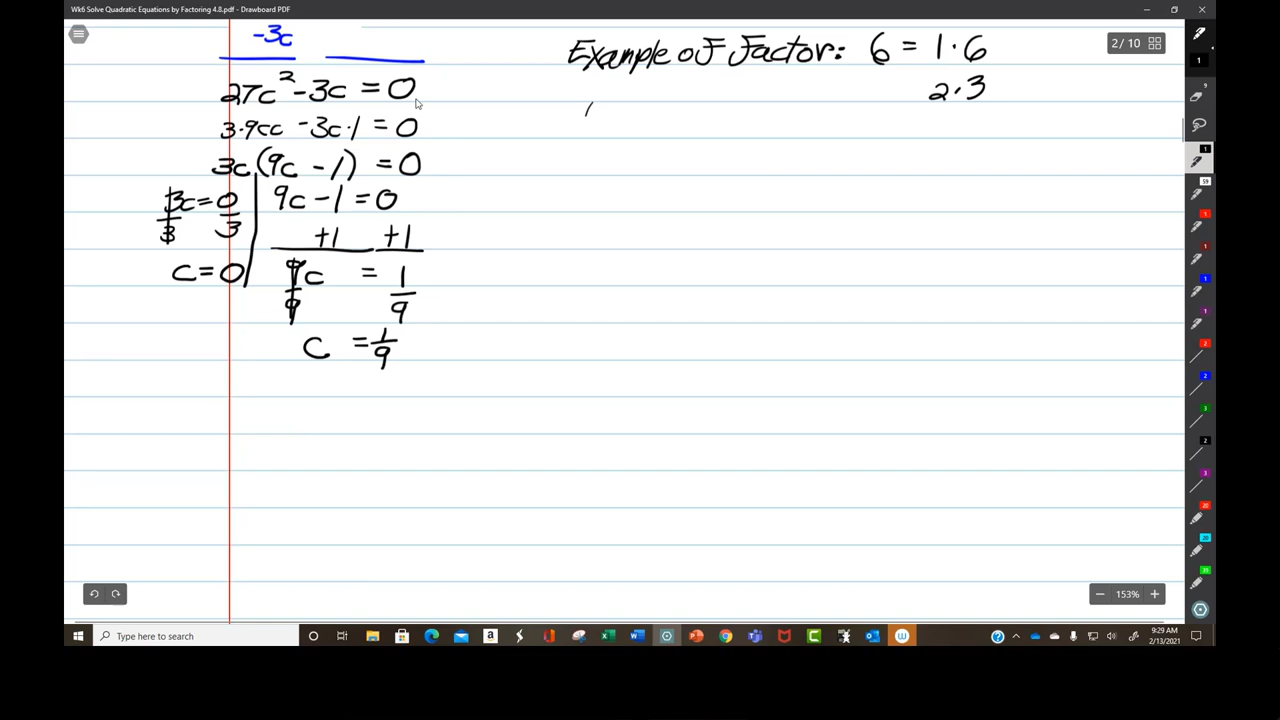 Wk6 Solve Quadratic Equations by Factoring 4.8.pdf - Drawboard PDF
-3c
27c² - 3c = 0
3·9cc - 3c·1 = 0
3c(9c - 1) = 0
3c = 0
3 3
c = 0
9c - 1 = 0
+1 +1
9c = 1
9 9
c = 1/9
Example of Factor: 6 = 1·6
2·3
2 / 10
153%
Type here to search
9:29 AM
2/13/2021